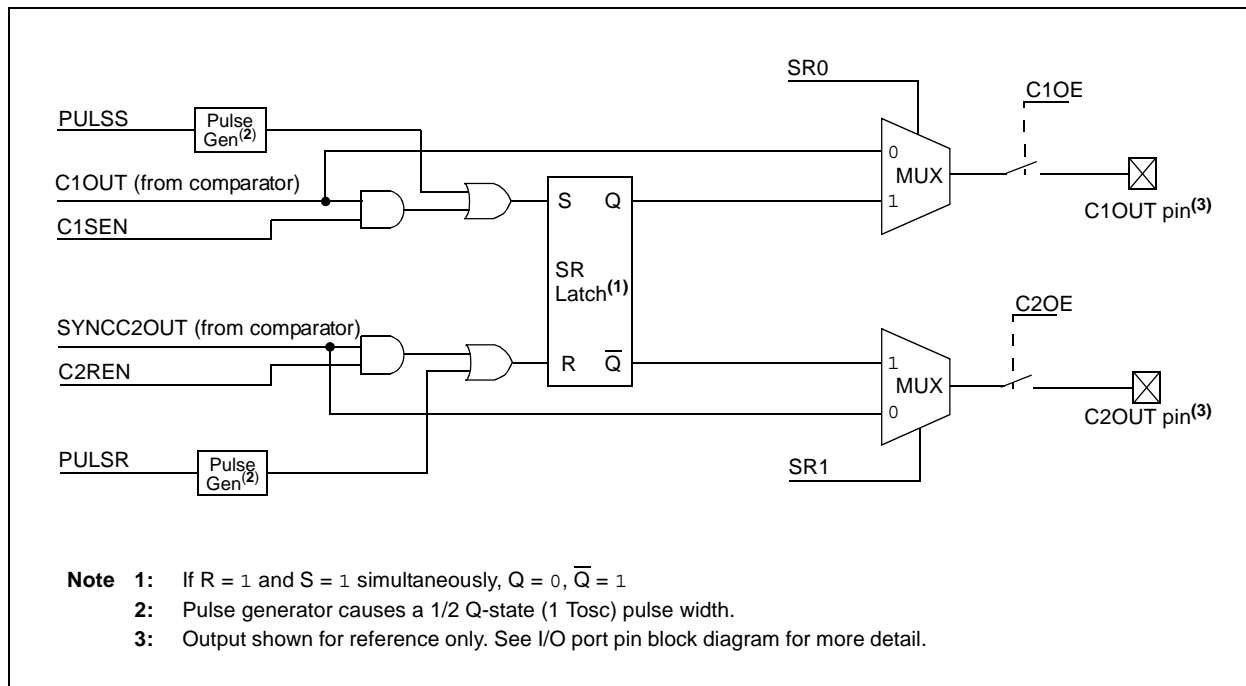 SR0
C1OE
PULSS
Pulse
Gen(2)
0
MUX
1
C1OUT (from comparator)
C1SEN
S Q
C1OUT pin(3)
SR
Latch(1)
C2OE
SYNCC2OUT (from comparator)
C2REN
R Q̅
1
MUX
0
C2OUT pin(3)
PULSR
Pulse
Gen(2)
SR1
Note 1: If R = 1 and S = 1 simultaneously, Q = 0, Q̅ = 1
2: Pulse generator causes a 1/2 Q-state (1 Tosc) pulse width.
3: Output shown for reference only. See I/O port pin block diagram for more detail.